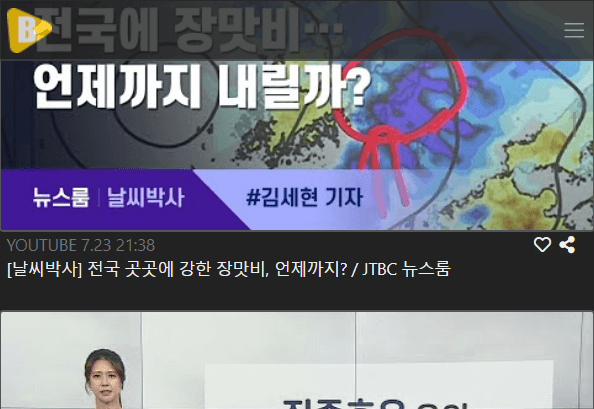 B
전국에 장맛비…
언제까지 내릴까?
뉴스룸 | 날씨박사 #김세현 기자
YOUTUBE 7.23 21:38
[날씨박사] 전국 곳곳에 강한 장맛비, 언제까지? / JTBC 뉴스룸